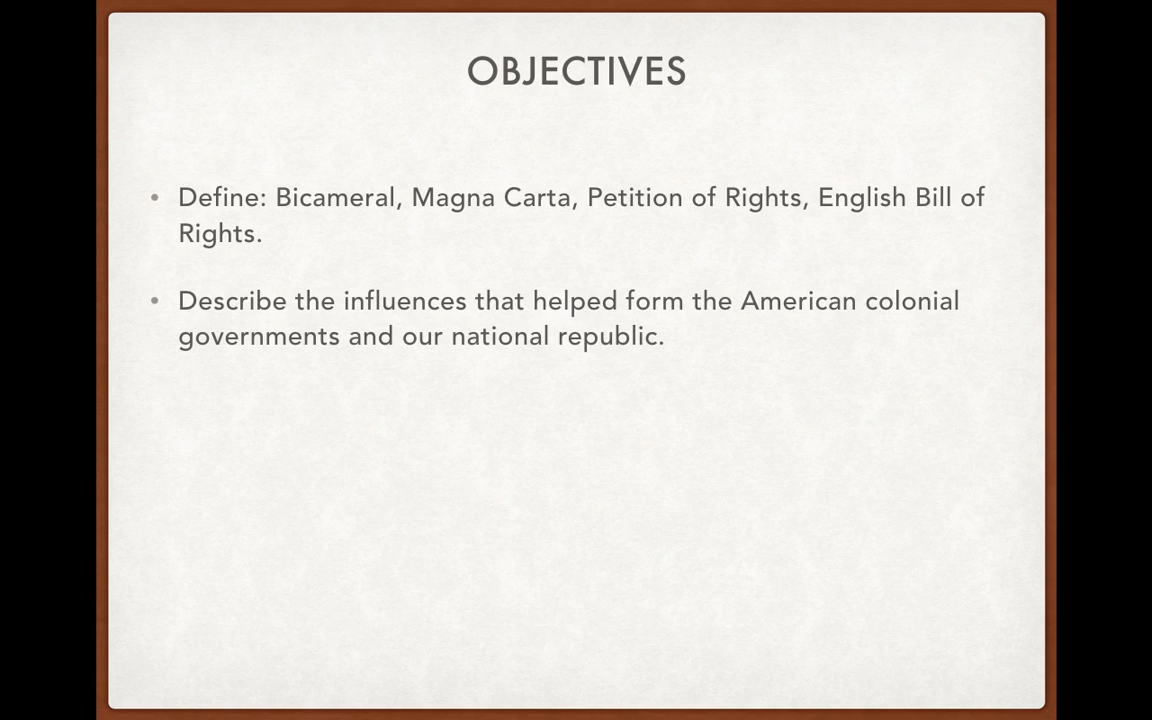 OBJECTIVES
• Define: Bicameral, Magna Carta, Petition of Rights, English Bill of
Rights.
• Describe the influences that helped form the American colonial
governments and our national republic.